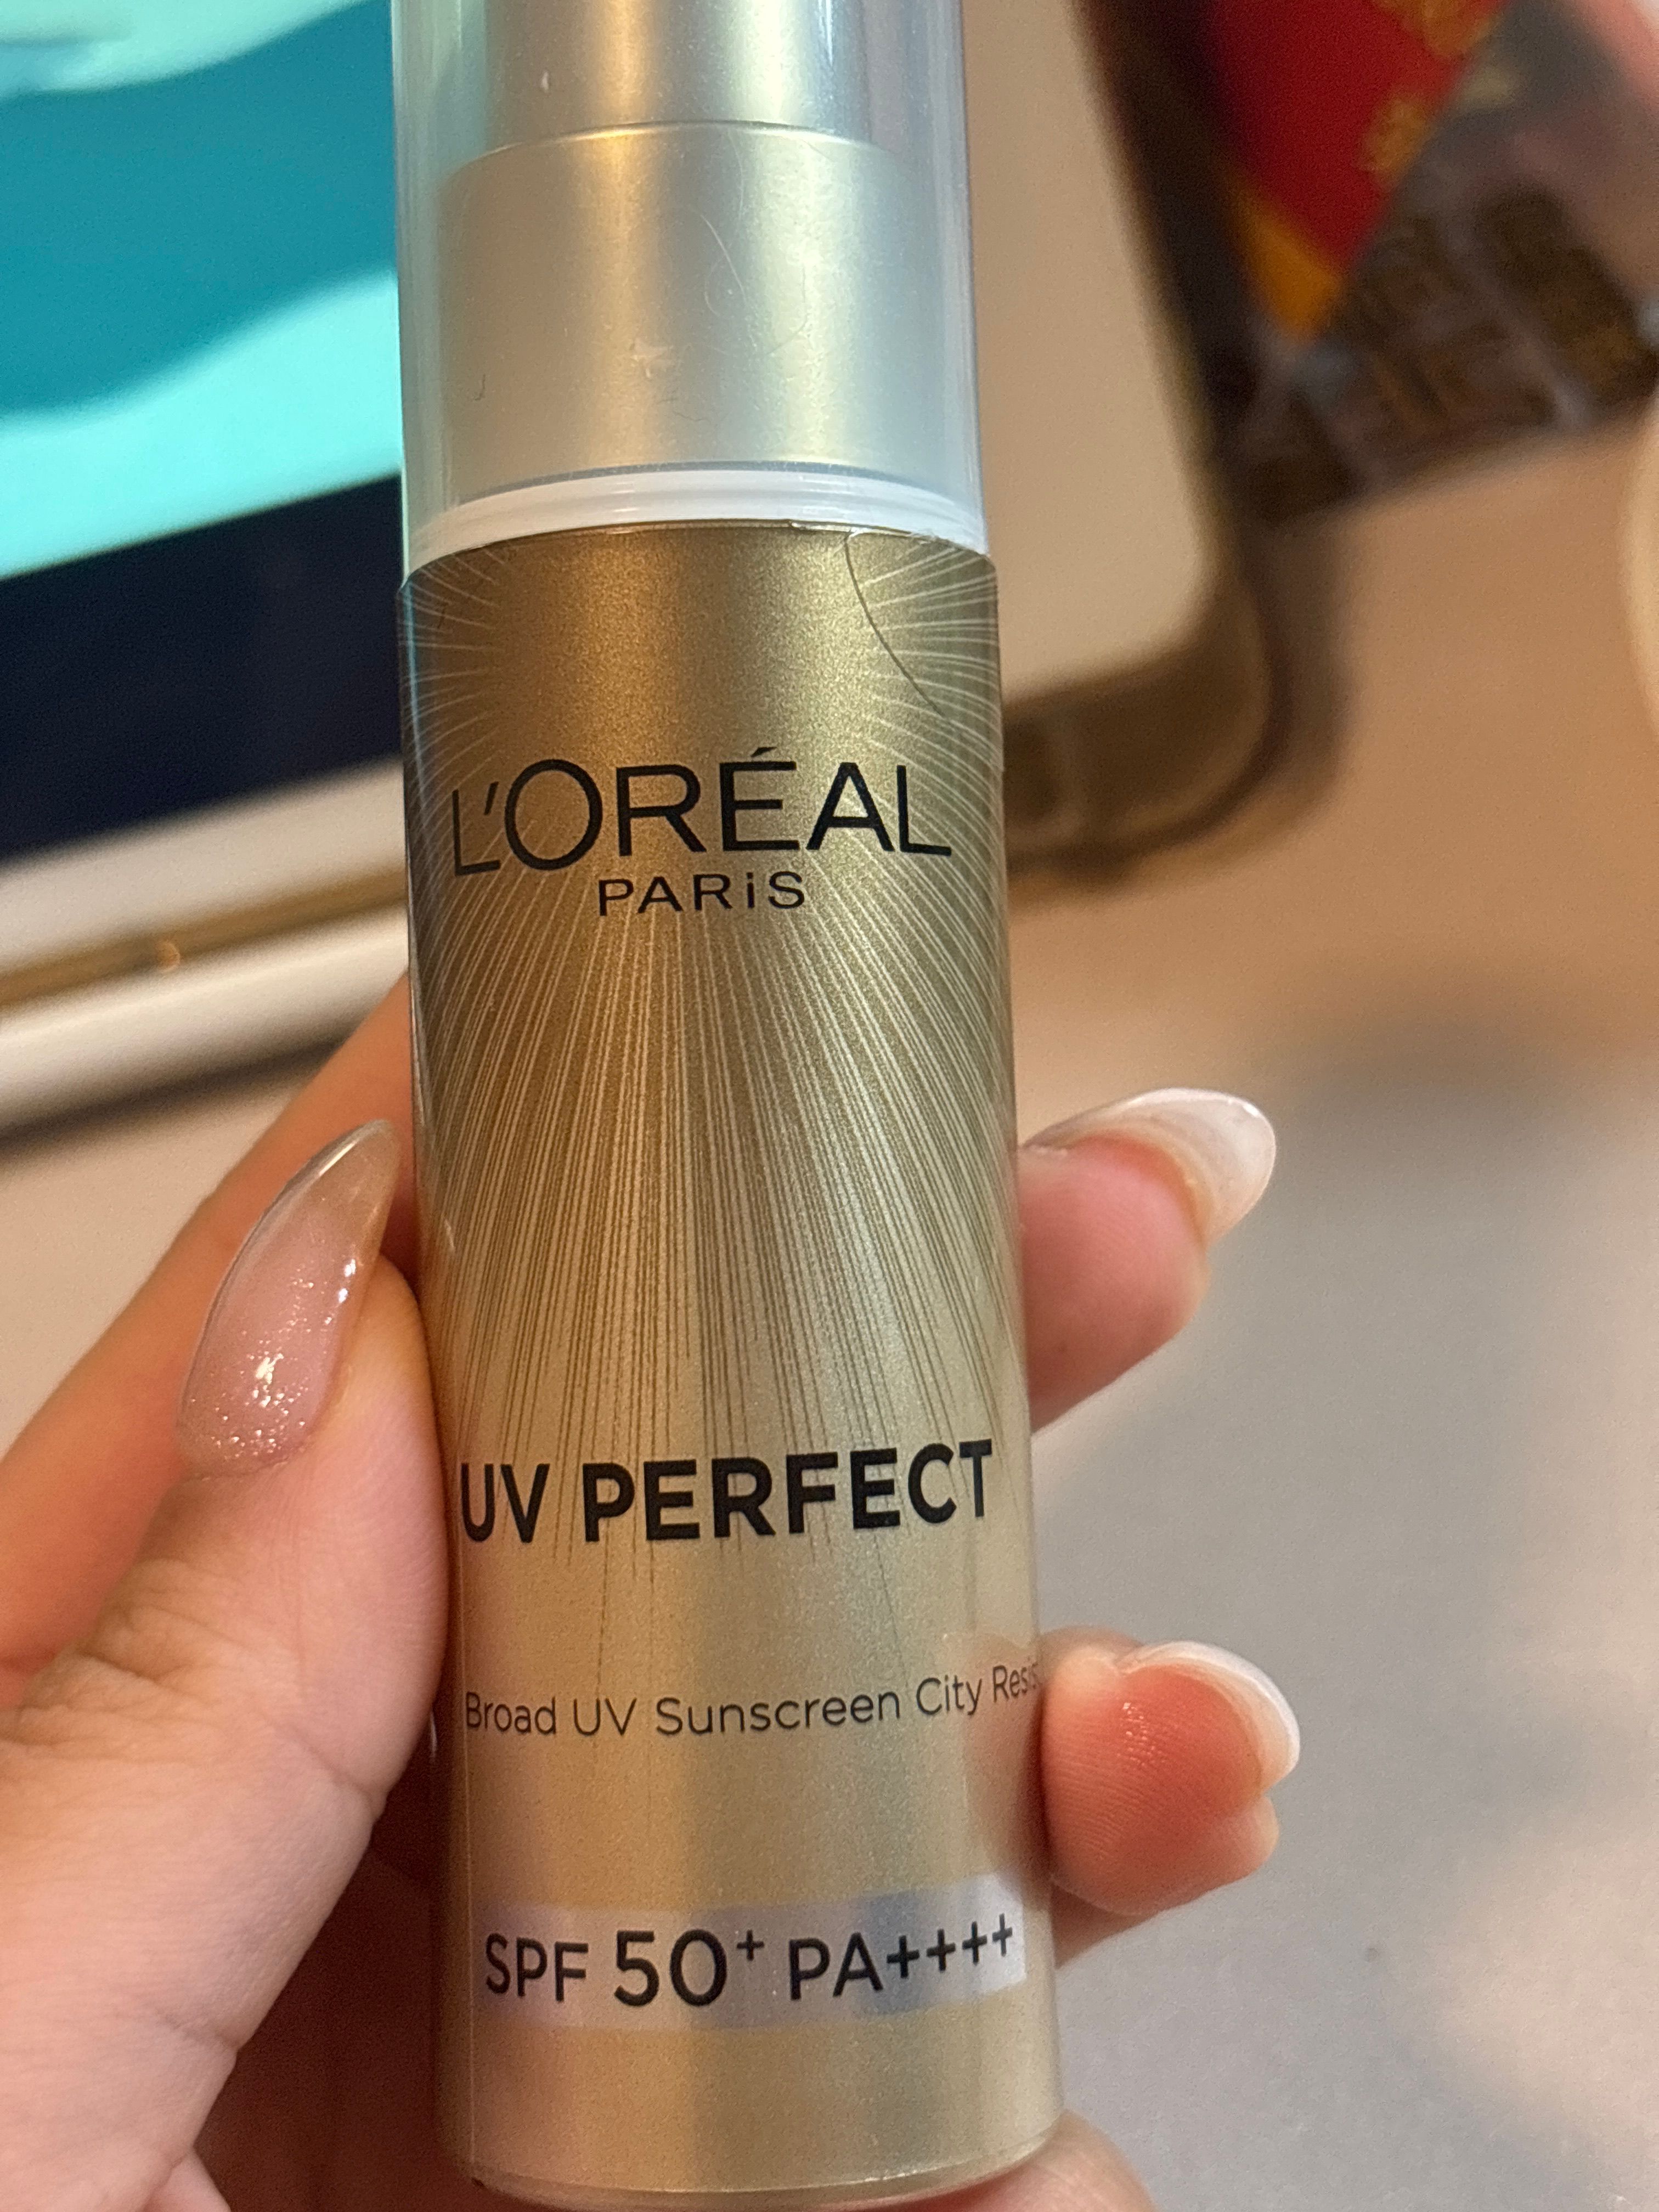 L'ORÉAL
PARiS
UV PERFECT
Broad UV Sunscreen City
SPF 50+ PA++++